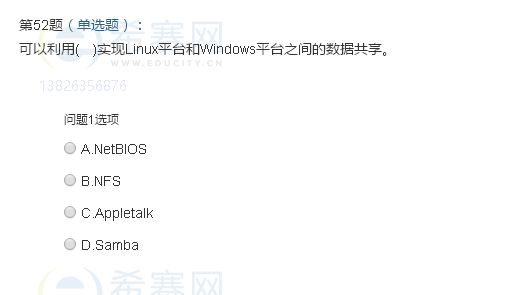 第52题（单选题）：
可以利用(　)实现Linux平台和Windows平台之间的数据共享。
希赛网
WWW.EDUCITY.CN
13826356876
问题1选项
A.NetBIOS
B.NFS
C.Appletalk
D.Samba
希赛网